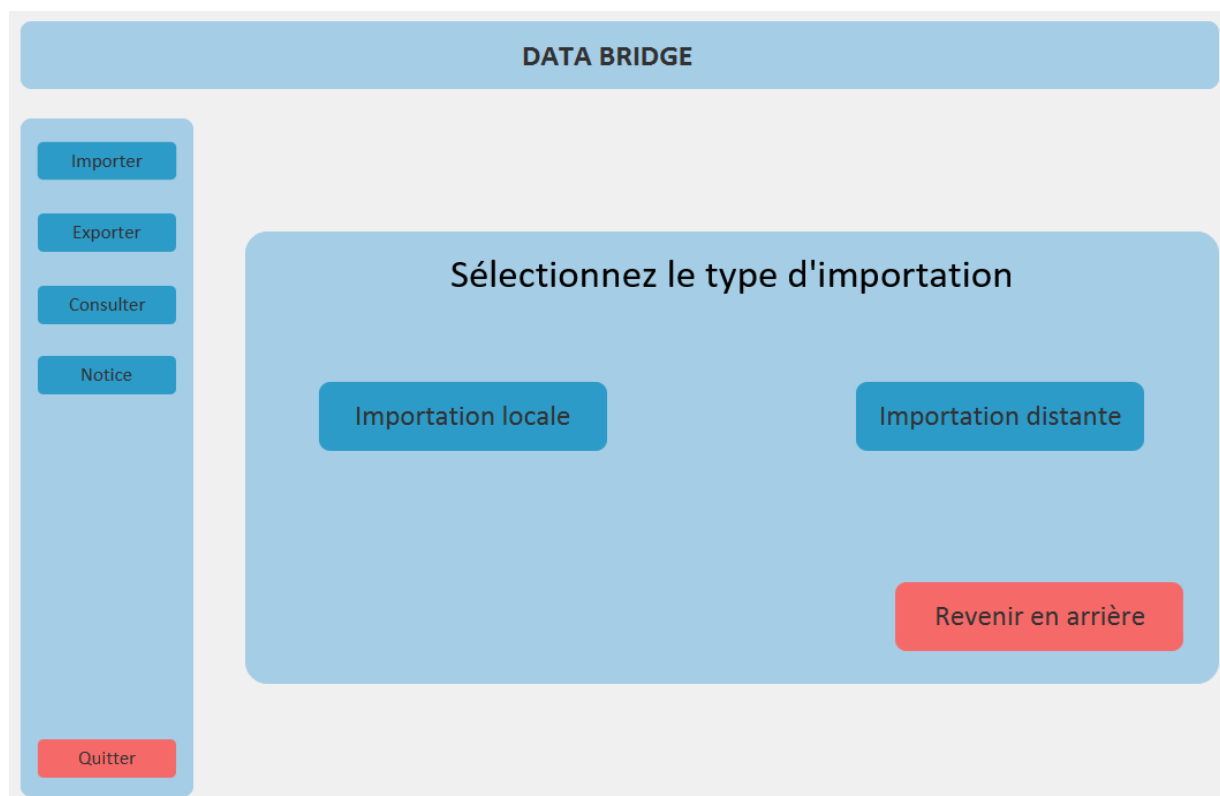 DATA BRIDGE
Importer
Exporter
Consulter
Notice
Quitter
Sélectionnez le type d'importation
Importation locale
Importation distante
Revenir en arrière